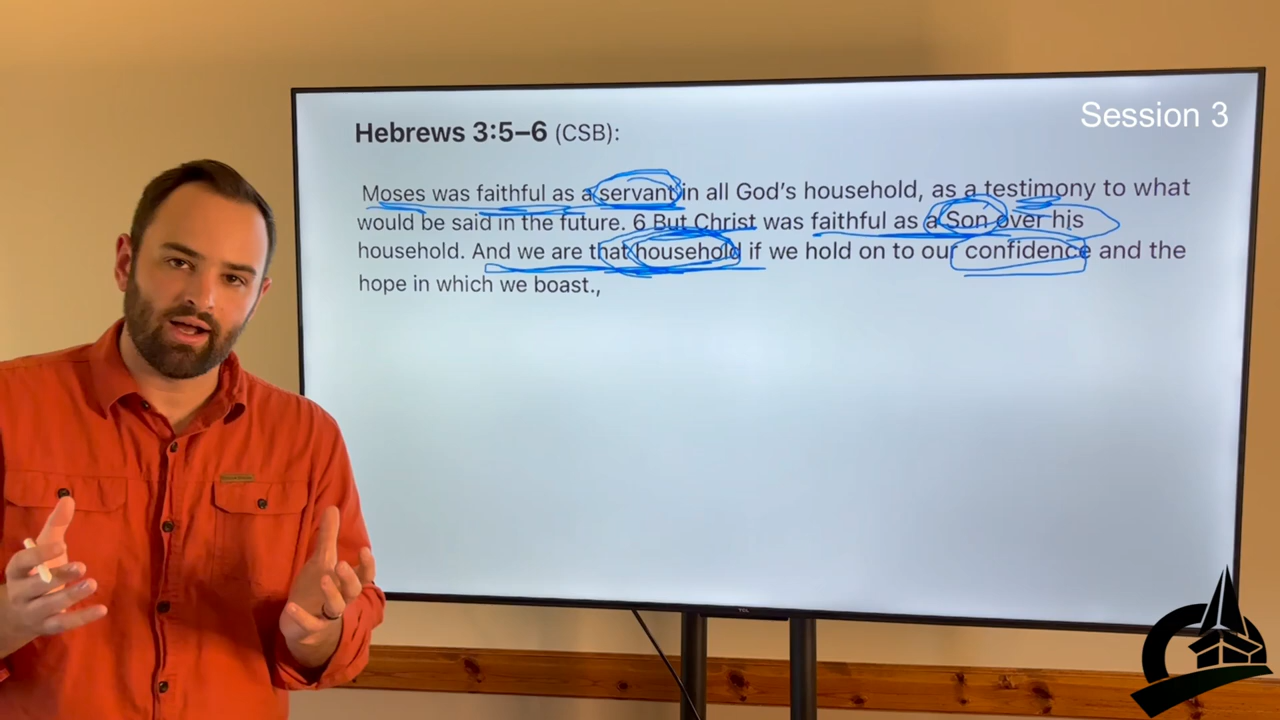 Session 3
Hebrews 3:5–6 (CSB):
Moses was faithful as a servant in all God's household, as a testimony to what
would be said in the future. 6 But Christ was faithful as a Son over his
household. And we are that household if we hold on to our confidence and the
hope in which we boast.,
TCL